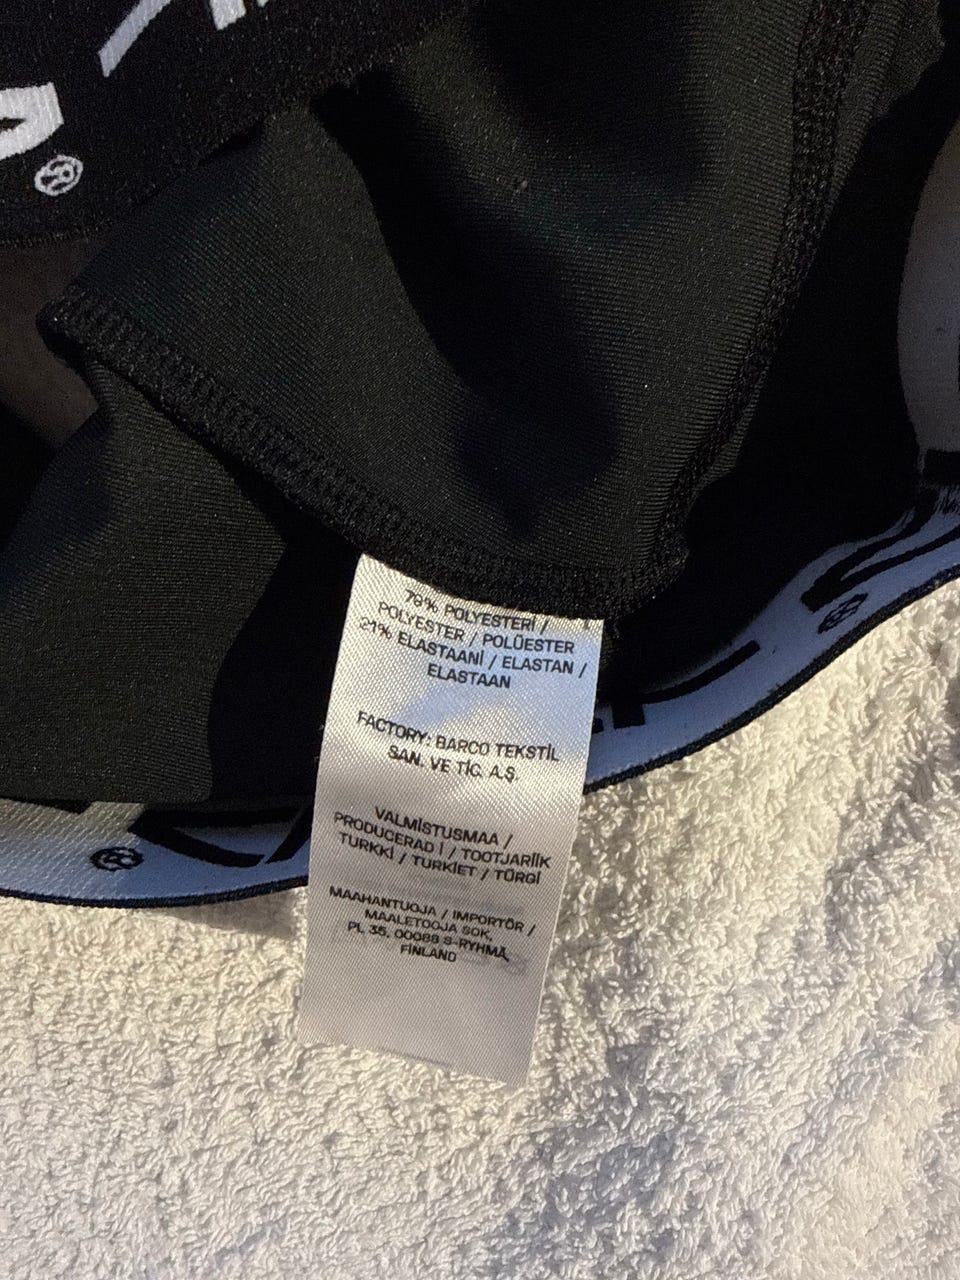 79% POLYESTERI /
POLYESTER / POLÜESTER
21% ELASTAANI / ELASTAN /
ELASTAAN
FACTORY: BARCO TEKSTİL
SAN. VE TİC. A.Ş.
VALMISTUSMAA /
PRODUCERAD I / TOOTJARIIK
TURKKI / TURKIET / TÜRGI
MAAHANTUOJA / IMPORTÖR /
MAALETOOJA SOK,
PL 35, 00088 S-RYHMÄ,
FINLAND